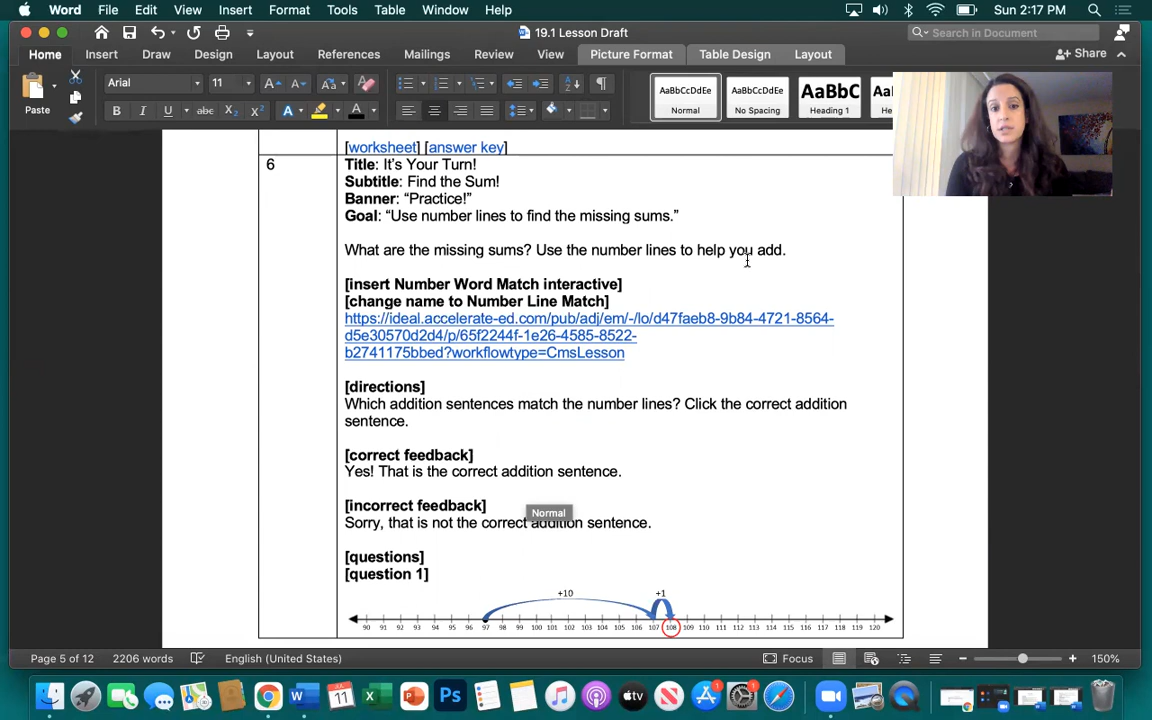 Word File Edit View Insert Format Tools Table Window Help Sun 2:17 PM
19.1 Lesson Draft
Search in Document
Home Insert Draw Design Layout References Mailings Review View Picture Format Table Design Layout Share
Paste
Arial 11
AaBbCcDdEe AaBbCcDdEe AaBbC
Normal No Spacing Heading 1
[worksheet] [answer key]
6
Title: It's Your Turn!
Subtitle: Find the Sum!
Banner: “Practice!”
Goal: “Use number lines to find the missing sums.”
What are the missing sums? Use the number lines to help you add.
[insert Number Word Match interactive]
[change name to Number Line Match]
https://ideal.accelerate-ed.com/pub/adj/em/-/lo/d47faeb8-9b84-4721-8564-
d5e30570d2d4/p/65f2244f-1e26-4585-8522-
b2741175bbed?workflowtype=CmsLesson
[directions]
Which addition sentences match the number lines? Click the correct addition
sentence.
[correct feedback]
Yes! That is the correct addition sentence.
[incorrect feedback]
Normal
Sorry, that is not the correct addition sentence.
[questions]
[question 1]
+10 +1
90 91 92 93 94 95 96 97 98 99 100 101 102 103 104 105 106 107 108 109 110 111 112 113 114 115 116 117 118 119 120
Page 5 of 12 2206 words English (United States) Focus 150%